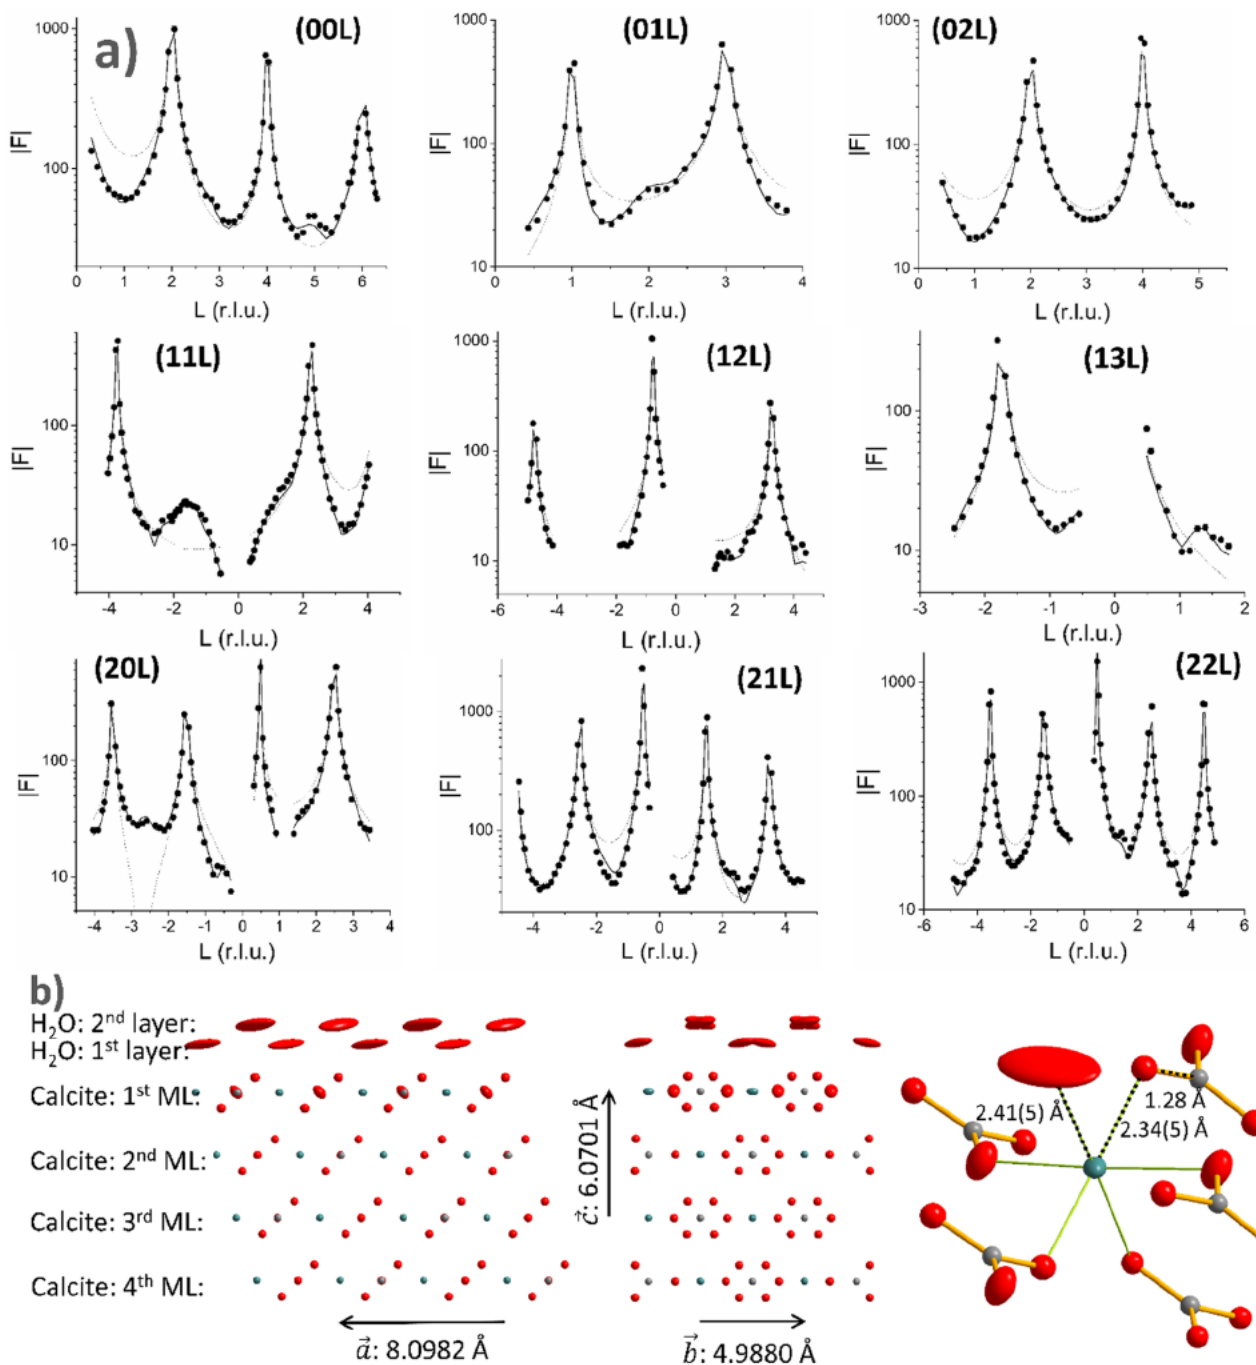 a)
(00L)
(01L)
(02L)
1000
100
|F|
0 1 2 3 4 5 6
L (r.l.u.)
1000
100
10
|F|
0 1 2 3 4
L (r.l.u.)
1000
100
10
|F|
0 1 2 3 4 5
L (r.l.u.)
(11L)
(12L)
(13L)
100
10
|F|
-4 -2 0 2 4
L (r.l.u.)
1000
100
10
|F|
-6 -4 -2 0 2 4 6
L (r.l.u.)
100
10
|F|
-3 -2 -1 0 1 2
L (r.l.u.)
(20L)
(21L)
(22L)
100
10
|F|
-4 -3 -2 -1 0 1 2 3 4
L (r.l.u.)
1000
100
|F|
-4 -2 0 2 4
L (r.l.u.)
1000
100
10
|F|
-6 -4 -2 0 2 4 6
L (r.l.u.)
b)
H₂O: 2ⁿᵈ layer:
H₂O: 1ˢᵗ layer:
Calcite: 1ˢᵗ ML:
Calcite: 2ⁿᵈ ML:
Calcite: 3ʳᵈ ML:
Calcite: 4ᵗʰ ML:
a⃗: 8.0982 Å
b⃗: 4.9880 Å
c⃗: 6.0701 Å
2.41(5) Å
1.28 Å
2.34(5) Å